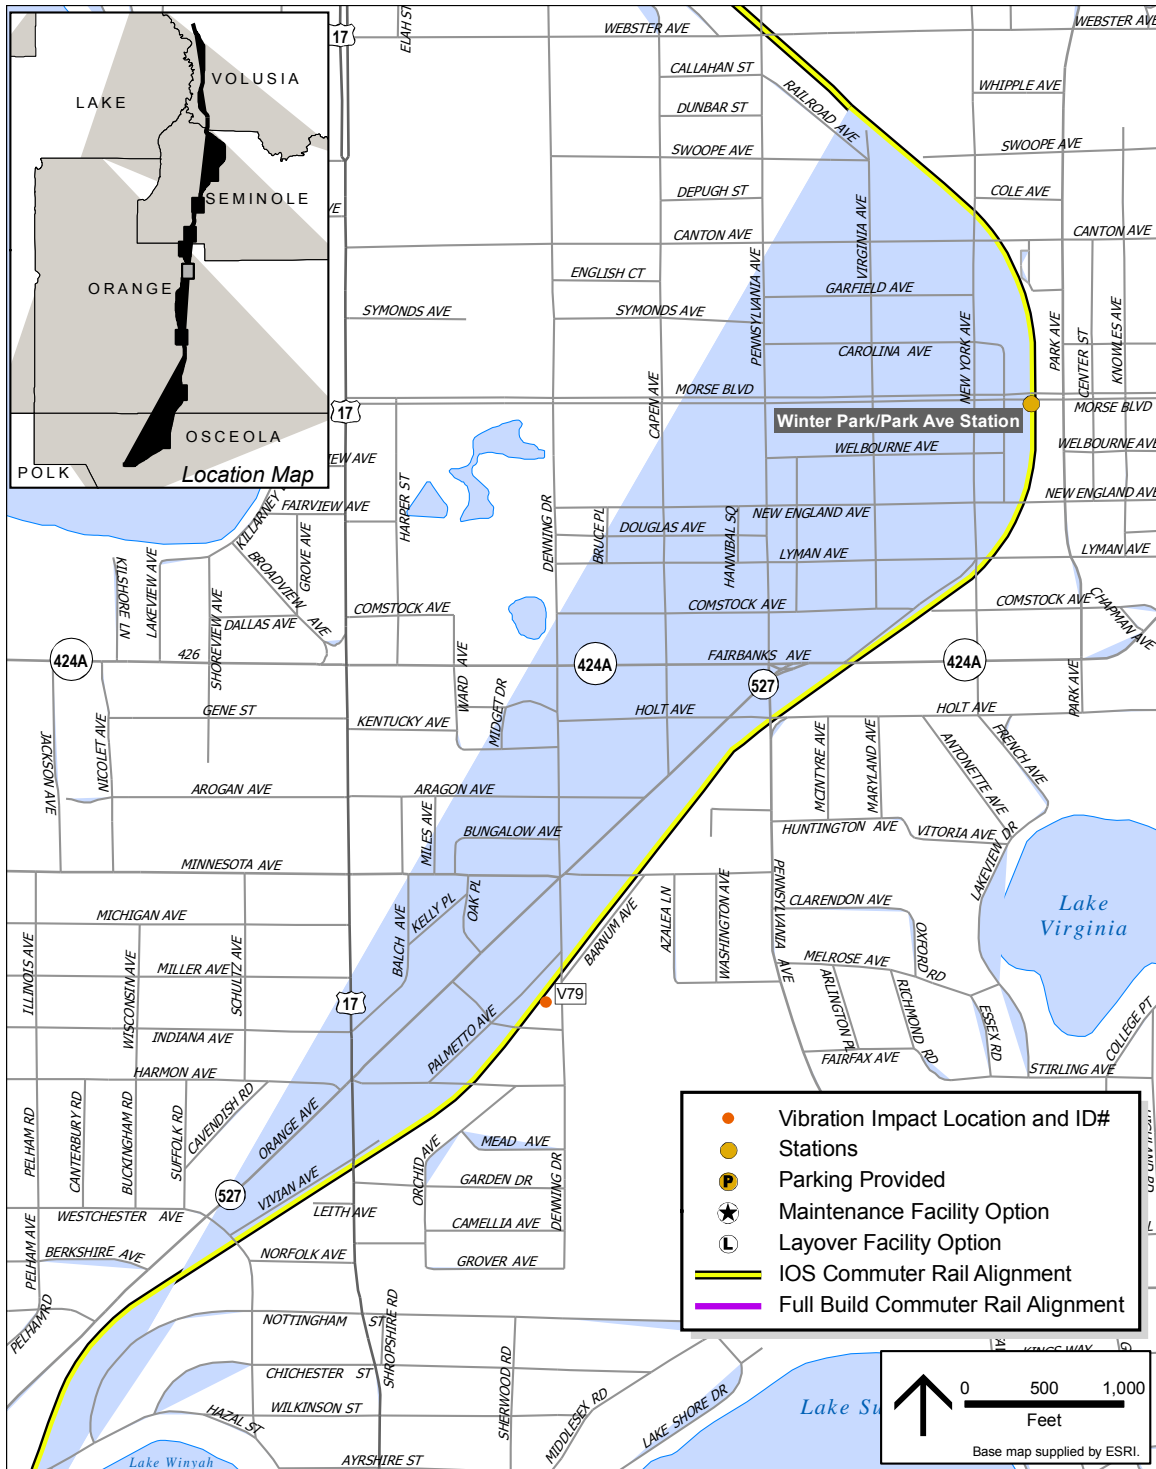 VOLUSIA
LAKE
SEMINOLE
ORANGE
OSCEOLA
POLK
Location Map
17
ELAH ST
WEBSTER AVE
WEBSTER AVE
CALLAHAN ST
RAILROAD AVE
WHIPPLE AVE
DUNBAR ST
SWOOPE AVE
SWOOPE AVE
DEPUGH ST
COLE AVE
VE
CANTON AVE
CANTON AVE
VIRGINIA AVE
PENNSYLVANIA AVE
ENGLISH CT
GARFIELD AVE
SYMONDS AVE
SYMONDS AVE
NEW YORK AVE
PARK AVE
CENTER ST
KNOWLES AVE
CAROLINA AVE
CAPEN AVE
MORSE BLVD
17
MORSE BLVD
Winter Park/Park Ave Station
WELBOURNE AVE
WELBOURNE AVE
IEW AVE
HARPER ST
DENNING DR
KILLARNEY
FAIRVIEW AVE
GROVE AVE
NEW ENGLAND AVE
NEW ENGLAND AVE
BRUCE PL
DOUGLAS AVE
HANNIBAL SQ
LYMAN AVE
LYMAN AVE
KILSHORE LN
LAKEVIEW AVE
BROADVIEW AVE
SHOREVIEW AVE
DALLAS AVE
COMSTOCK AVE
COMSTOCK AVE
COMSTOCK AVE
CHAPMAN AVE
424A
426
424A
FAIRBANKS AVE
424A
527
WARD AVE
MIDGET DR
PARK AVE
GENE ST
KENTUCKY AVE
HOLT AVE
HOLT AVE
JACKSON AVE
NICOLET AVE
MCINTYRE AVE
MARYLAND AVE
ANTONETTE AVE
FRENCH AVE
AROGAN AVE
ARAGON AVE
MILES AVE
BUNGALOW AVE
HUNTINGTON AVE
VITORIA AVE
LAKEVIEW DR
MINNESOTA AVE
KELLY PL
OAK PL
BALCH AVE
AZALEA LN
WASHINGTON AVE
PENNSYLVANIA AVE
CLARENDON AVE
OXFORD RD
Lake
Virginia
MICHIGAN AVE
ILLINOIS AVE
WISCONSIN AVE
SCHULTZ AVE
BARNUM AVE
MILLER AVE
MELROSE AVE
ARLINGTON PL
RICHMOND RD
ESSEX RD
COLLEGE PT
17
V79
INDIANA AVE
PALMETTO AVE
FAIRFAX AVE
STIRLING AVE
HARMON AVE
PELHAM RD
CANTERBURY RD
BUCKINGHAM RD
SUFFOLK RD
CAVENDISH RD
ORANGE AVE
ORCHID AVE
MEAD AVE
GARDEN DR
DENNING DR
527
VIVIAN AVE
LEITH AVE
CAMELLIA AVE
WESTCHESTER AVE
PELHAM AVE
BERKSHIRE AVE
NORFOLK AVE
GROVER AVE
PELHAM RD
NOTTINGHAM ST
SHROPSHIRE RD
SHERWOOD RD
CHICHESTER ST
WILKINSON ST
HAZAL ST
MIDDLESEX RD
LAKE SHORE DR
AYRSHIRE ST
Lake Winyah
Lake Su
KINGS WAY
Vibration Impact Location and ID#
Stations
P Parking Provided
Maintenance Facility Option
L Layover Facility Option
IOS Commuter Rail Alignment
Full Build Commuter Rail Alignment
0 500 1,000
Feet
Base map supplied by ESRI.